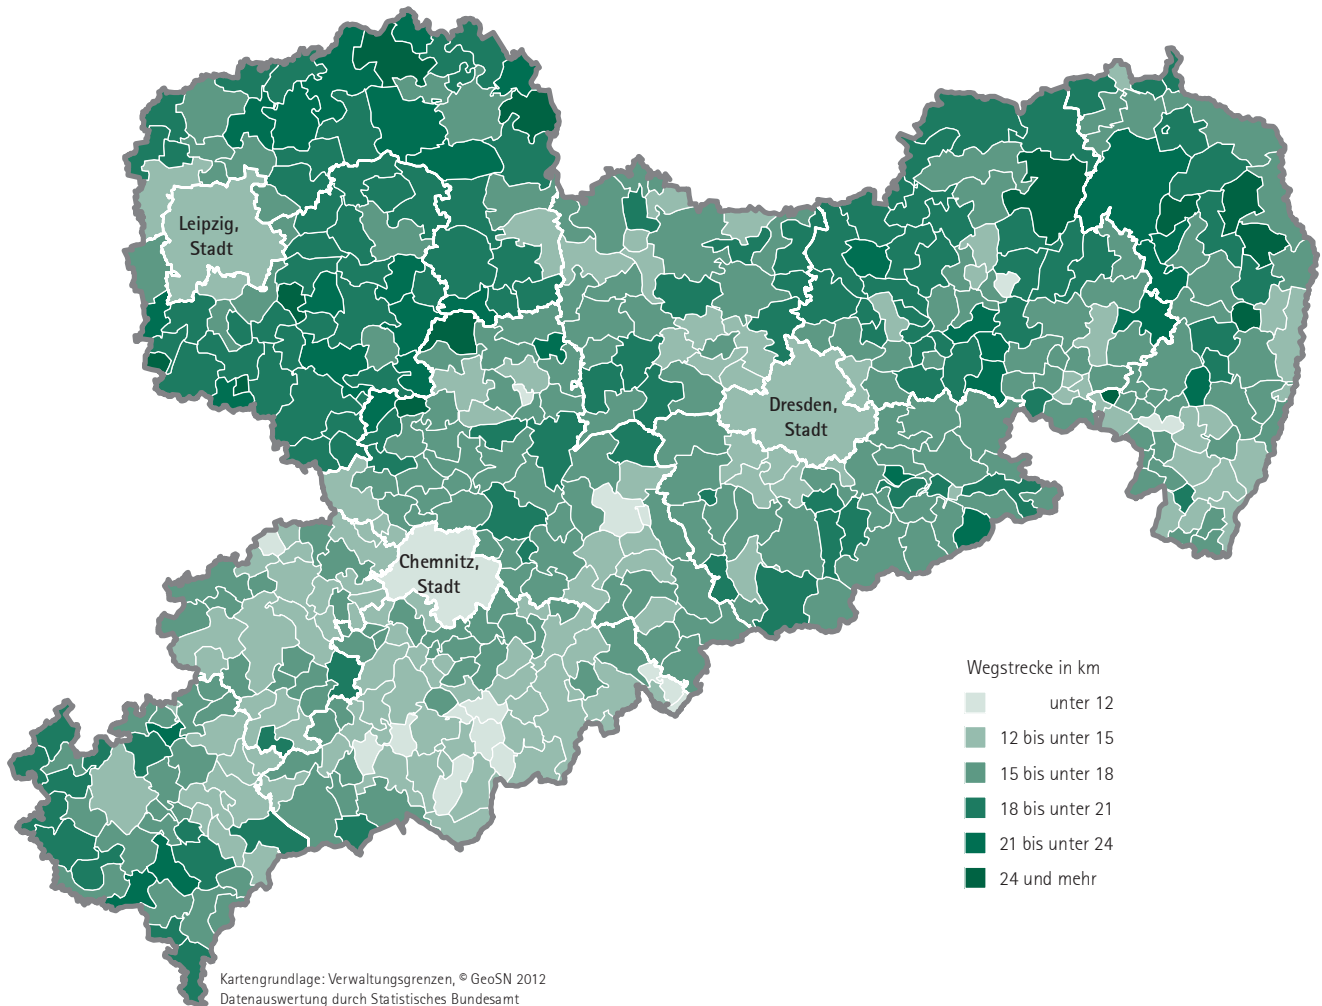 Leipzig,
Stadt
Dresden,
Stadt
Chemnitz,
Stadt
Wegstrecke in km
unter 12
12 bis unter 15
15 bis unter 18
18 bis unter 21
21 bis unter 24
24 und mehr
Kartengrundlage: Verwaltungsgrenzen, © GeoSN 2012
Datenauswertung durch Statistisches Bundesamt